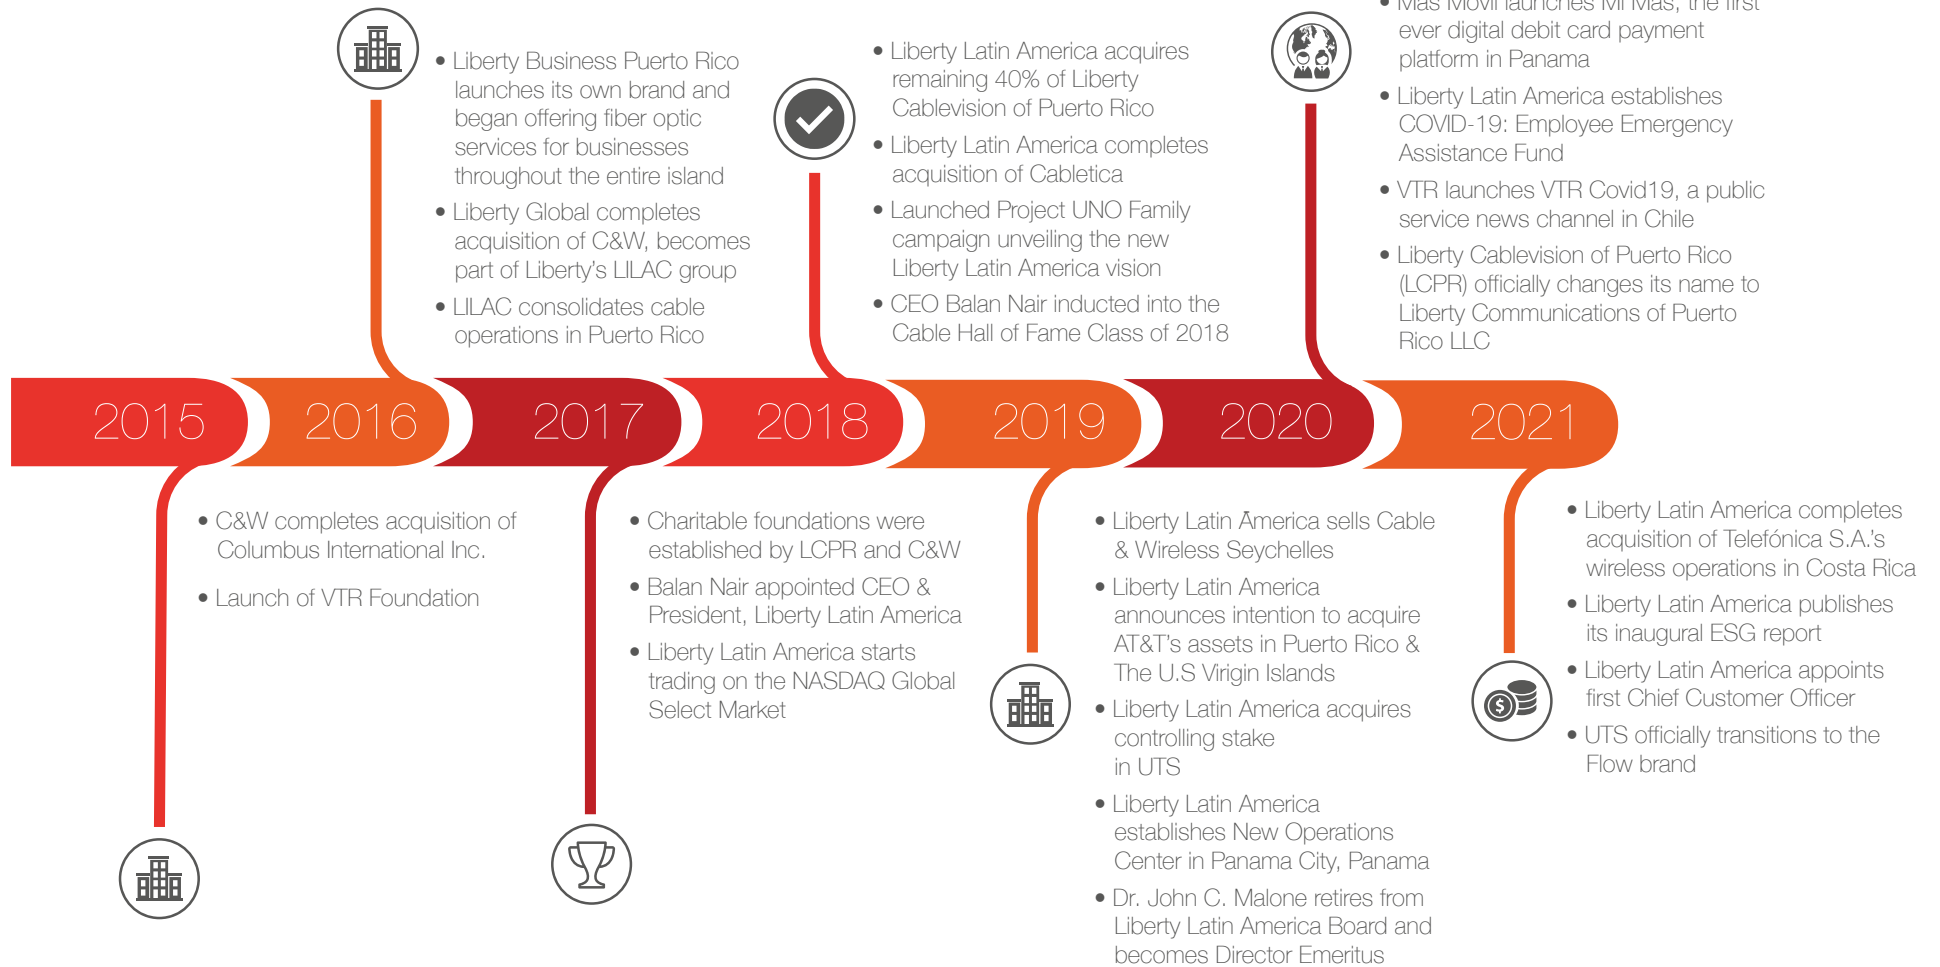 • Liberty Business Puerto Rico
launches its own brand and
began offering fiber optic
services for businesses
throughout the entire island
• Liberty Global completes
acquisition of C&W, becomes
part of Liberty's LILAC group
• LILAC consolidates cable
operations in Puerto Rico
• Liberty Latin America acquires
remaining 40% of Liberty
Cablevision of Puerto Rico
• Liberty Latin America completes
acquisition of Cabletica
• Launched Project UNO Family
campaign unveiling the new
Liberty Latin America vision
• CEO Balan Nair inducted into the
Cable Hall of Fame Class of 2018
• Mas Movil launches Mi Mas, the first
ever digital debit card payment
platform in Panama
• Liberty Latin America establishes
COVID-19: Employee Emergency
Assistance Fund
• VTR launches VTR Covid19, a public
service news channel in Chile
• Liberty Cablevision of Puerto Rico
(LCPR) officially changes its name to
Liberty Communications of Puerto
Rico LLC
2015
2016
2017
2018
2019
2020
2021
• C&W completes acquisition of
Columbus International Inc.
• Launch of VTR Foundation
• Charitable foundations were
established by LCPR and C&W
• Balan Nair appointed CEO &
President, Liberty Latin America
• Liberty Latin America starts
trading on the NASDAQ Global
Select Market
• Liberty Latin America sells Cable
& Wireless Seychelles
• Liberty Latin America
announces intention to acquire
AT&T's assets in Puerto Rico &
The U.S Virigin Islands
• Liberty Latin America acquires
controlling stake
in UTS
• Liberty Latin America
establishes New Operations
Center in Panama City, Panama
• Dr. John C. Malone retires from
Liberty Latin America Board and
becomes Director Emeritus
$
• Liberty Latin America completes
acquisition of Telefónica S.A.'s
wireless operations in Costa Rica
• Liberty Latin America publishes
its inaugural ESG report
• Liberty Latin America appoints
first Chief Customer Officer
• UTS officially transitions to the
Flow brand